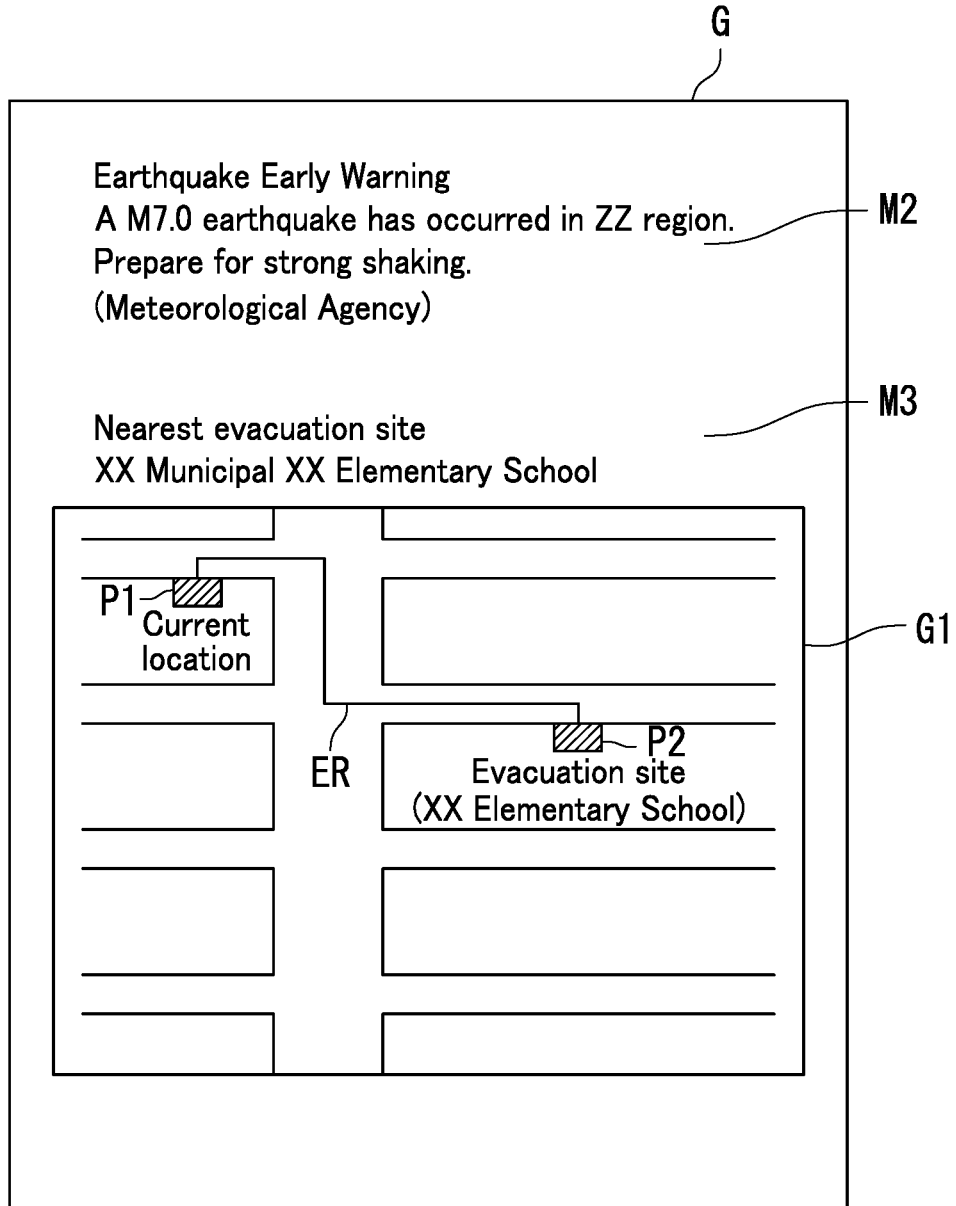 G
Earthquake Early Warning
A M7.0 earthquake has occurred in ZZ region.
Prepare for strong shaking.
(Meteorological Agency)
M2
M3
Nearest evacuation site
XX Municipal XX Elementary School
P1
Current
location
G1
ER
P2
Evacuation site
(XX Elementary School)